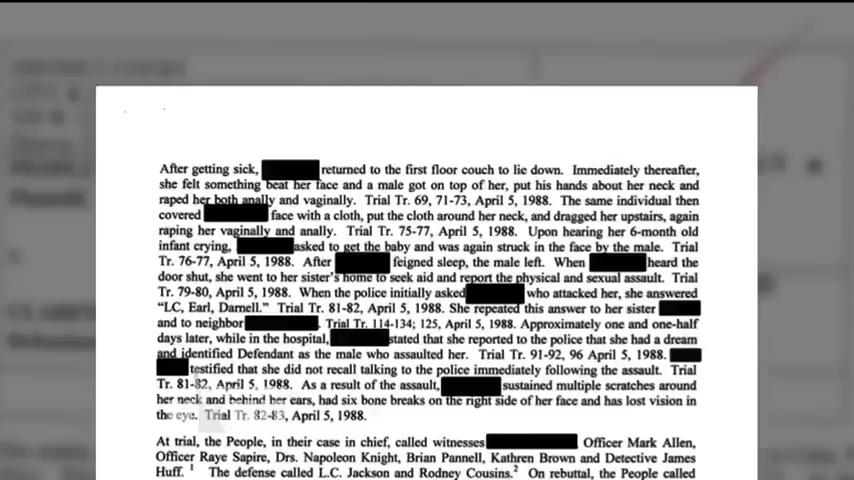 After getting sick, returned to the first floor couch to lie down. Immediately thereafter,
she felt something beat her face and a male got on top of her, put his hands about her neck and
raped her both anally and vaginally. Trial Tr. 69, 71-73, April 5, 1988. The same individual then
covered face with a cloth, put the cloth around her neck, and dragged her upstairs, again
raping her vaginally and anally. Trial Tr. 75-77, April 5, 1988. Upon hearing her 6-month old
infant crying, asked to get the baby and was again struck in the face by the male. Trial
Tr. 76-77, April 5, 1988. After feigned sleep, the male left. When heard the
door shut, she went to her sister's home to seek aid and report the physical and sexual assault. Trial
Tr. 79-80, April 5, 1988. When the police initially asked who attacked her, she answered
"LC, Earl, Darnell." Trial Tr. 81-82, April 5, 1988. She repeated this answer to her sister
and to neighbor . Trial Tr. 114-134; 125, April 5, 1988. Approximately one and one-half
days later, while in the hospital, stated that she reported to the police that she had a dream
and identified Defendant as the male who assaulted her. Trial Tr. 91-92, 96 April 5, 1988.
testified that she did not recall talking to the police immediately following the assault. Trial
Tr. 81-82, April 5, 1988. As a result of the assault, sustained multiple scratches around
her neck and behind her ears, had six bone breaks on the right side of her face and has lost vision in
the eye. Trial Tr. 82-83, April 5, 1988.
At trial, the People, in their case in chief, called witnesses Officer Mark Allen,
Officer Raye Sapire, Drs. Napoleon Knight, Brian Pannell, Kathren Brown and Detective James
Huff. 1 The defense called L.C. Jackson and Rodney Cousins.2 On rebuttal, the People called